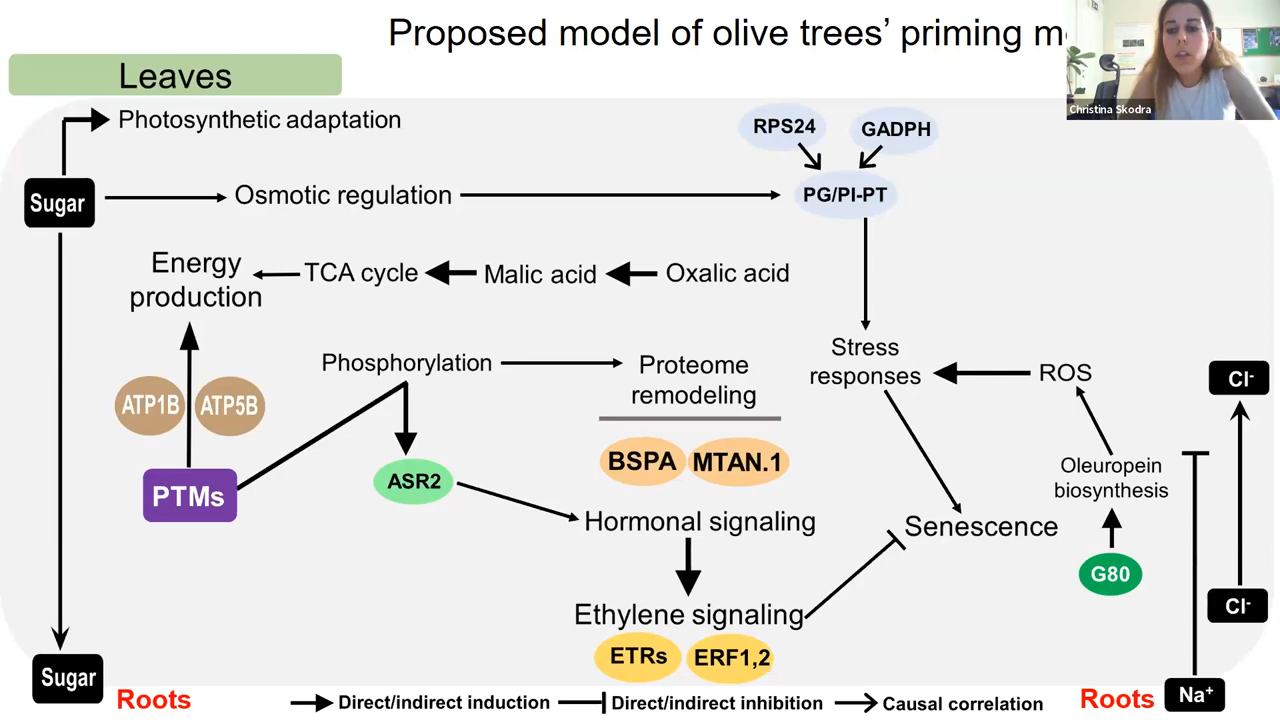 Proposed model of olive trees’ priming m
Christina Skodra
Leaves
Photosynthetic adaptation
RPS24
GADPH
Sugar
Osmotic regulation
PG/PI-PT
Energy
production
TCA cycle
Malic acid
Oxalic acid
Phosphorylation
Proteome
remodeling
Stress
responses
ROS
Cl-
ATP1B
ATP5B
BSPA
MTAN.1
PTMs
ASR2
Oleuropein
biosynthesis
Hormonal signaling
Senescence
G80
Cl-
Ethylene signaling
ETRs
ERF1,2
Sugar
Roots
Direct/indirect induction
Direct/indirect inhibition
Causal correlation
Roots
Na+